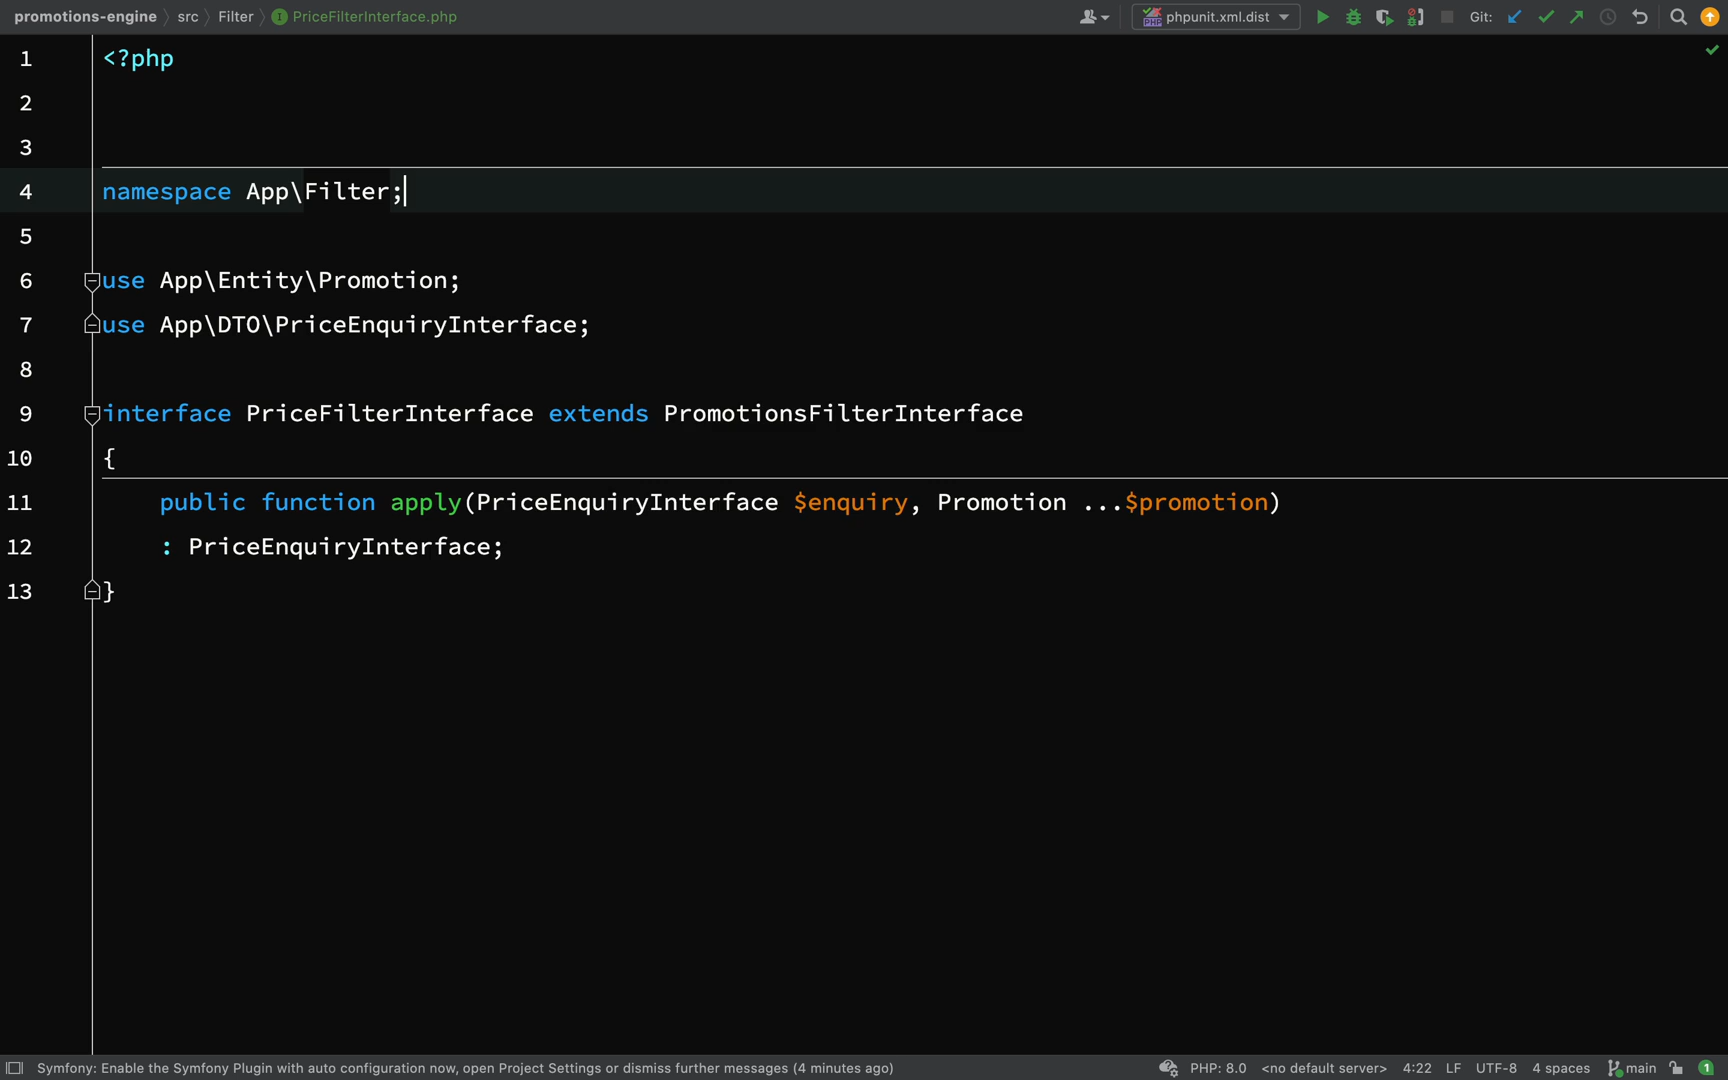 promotions-engine src Filter PriceFilterInterface.php phpunit.xml.dist Git:
1 <?php
2
3
4 namespace App\Filter;
5
6 use App\Entity\Promotion;
7 use App\DTO\PriceEnquiryInterface;
8
9 interface PriceFilterInterface extends PromotionsFilterInterface
10 {
11 public function apply(PriceEnquiryInterface $enquiry, Promotion ...$promotion)
12 : PriceEnquiryInterface;
13 }
Symfony: Enable the Symfony Plugin with auto configuration now, open Project Settings or dismiss further messages (4 minutes ago) PHP: 8.0 <no default server> 4:22 LF UTF-8 4 spaces main 1